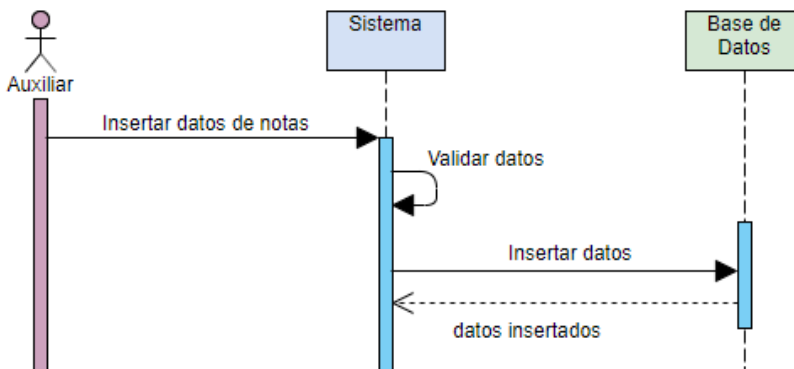 Sistema
Base de
Datos
Auxiliar
Insertar datos de notas
Validar datos
Insertar datos
datos insertados